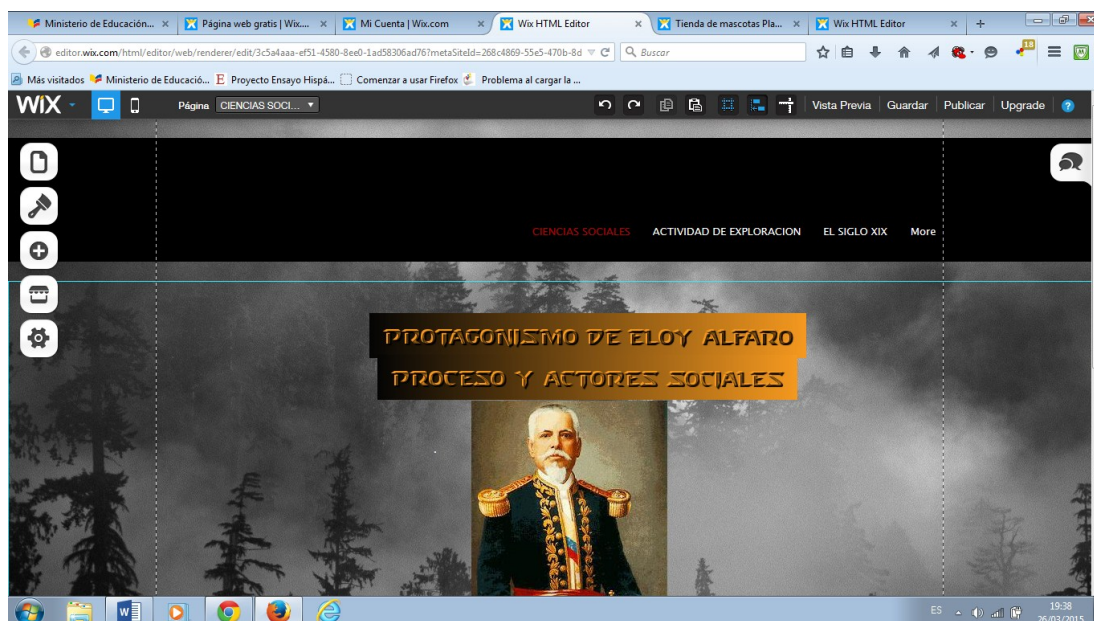 Ministerio de Educación... × Página web gratis | Wix.... × Mi Cuenta | Wix.com × Wix HTML Editor × Tienda de mascotas Pla... × Wix HTML Editor × +
editor.wix.com/html/editor/web/renderer/edit/3c5a4aaa-ef51-4580-8ee0-1ad58306ad76?metaSiteId=268c4869-55e5-470b-8d Buscar 18
Más visitados Ministerio de Educació... E Proyecto Ensayo Hispá... Comenzar a usar Firefox Problema al cargar la ...
WiX Página CIENCIAS SOCI... Vista Previa Guardar Publicar Upgrade ?
CIENCIAS SOCIALES ACTIVIDAD DE EXPLORACION EL SIGLO XIX More
PROTAGONISMO DE ELOY ALFARO
PROCESO Y ACTORES SOCIALES
W ES 19:38
26/03/2015